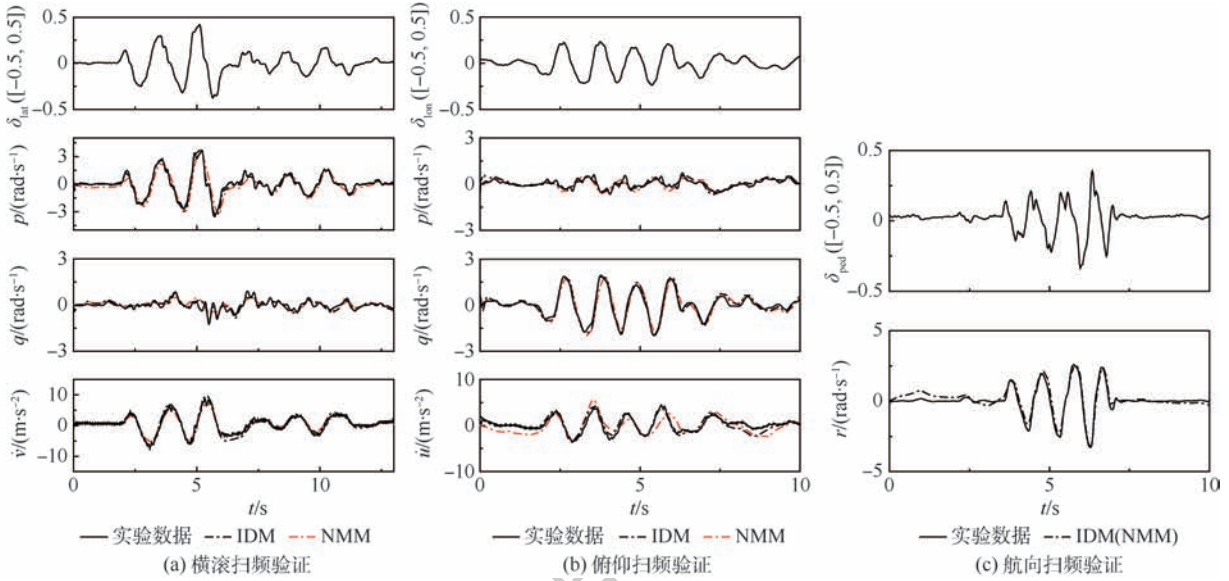 0.5
0
−0.5
δlat ([−0.5, 0.5])
3
0
−3
p/(rad·s⁻¹)
3
0
−3
q/(rad·s⁻¹)
10
0
−10
v̇/(m·s⁻²)
0 5 10
t/s
实验数据 IDM NMM
(a) 横滚扫频验证
0.5
0
−0.5
δlon ([−0.5, 0.5])
3
0
−3
p/(rad·s⁻¹)
3
0
−3
q/(rad·s⁻¹)
10
0
−10
u̇/(m·s⁻²)
0 5 10
t/s
实验数据 IDM NMM
(b) 俯仰扫频验证
0.5
0
−0.5
δped ([−0.5, 0.5])
5
0
−5
r/(rad·s⁻¹)
0 5 10
t/s
实验数据 IDM(NMM)
(c) 航向扫频验证